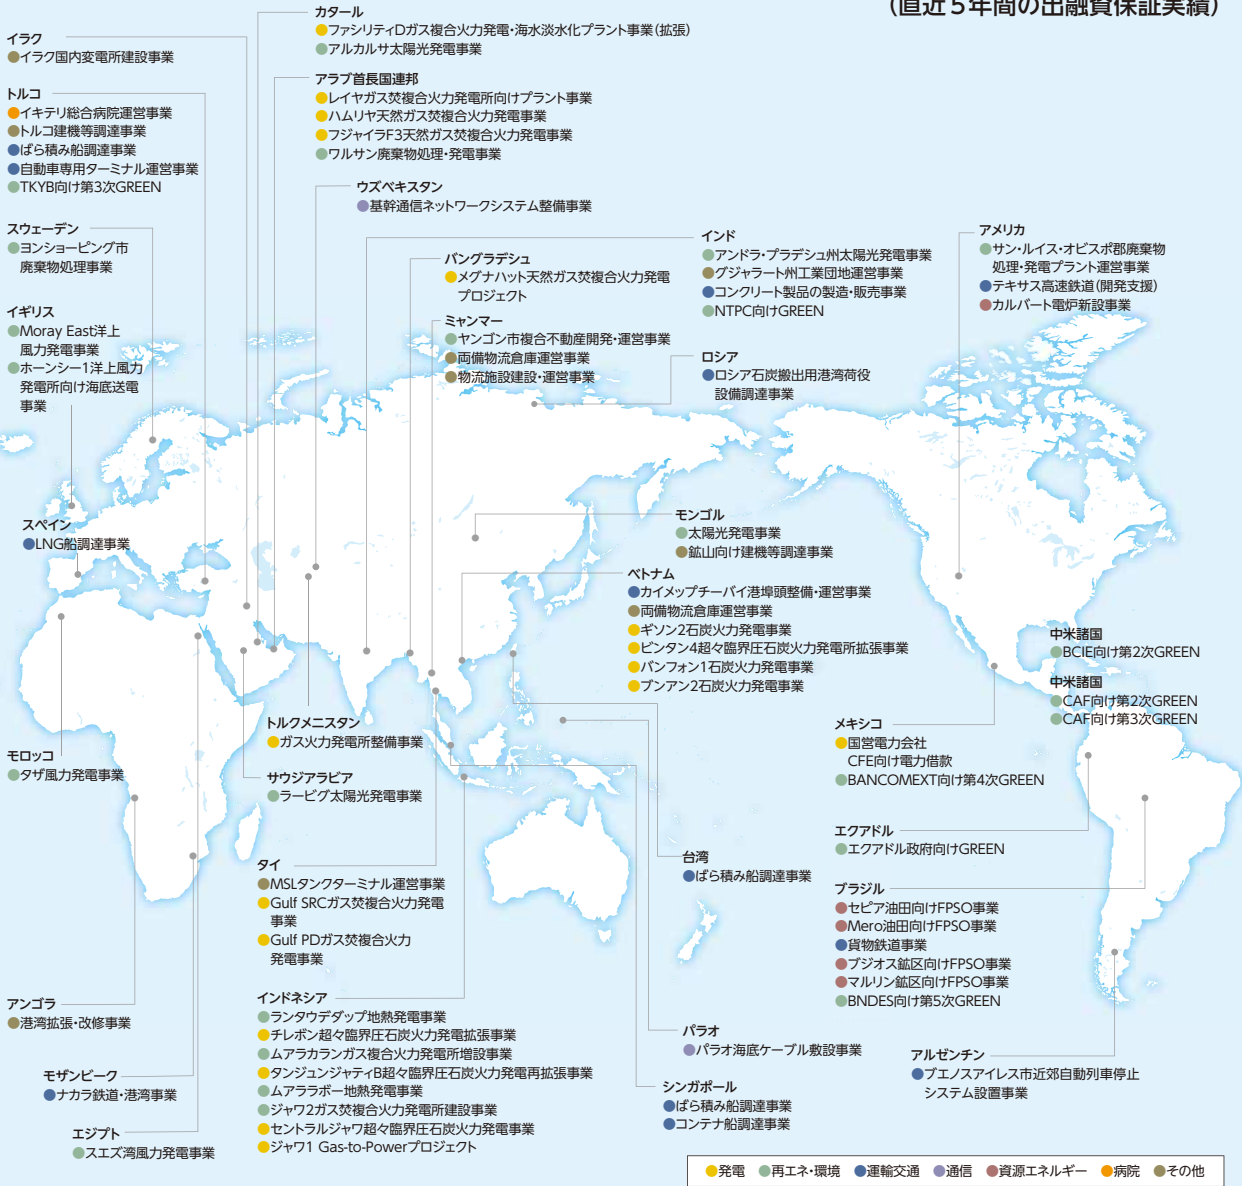 (直近5年間の出融資保証実績)
イラク
●イラク国内変電所建設事業
トルコ
●イキテリ総合病院運営事業
●トルコ建機等調達事業
●ばら積み船調達事業
●自動車専用ターミナル運営事業
●TKYB向け第3次GREEN
スウェーデン
●ヨンショーピング市
廃棄物処理事業
イギリス
●Moray East洋上
風力発電事業
●ホーンシー1洋上風力
発電所向け海底送電
事業
スペイン
●LNG船調達事業
カタール
●ファシリティDガス複合火力発電・海水淡水化プラント事業(拡張)
●アルカルサ太陽光発電事業
アラブ首長国連邦
●レイヤガス焚複合火力発電所向けプラント事業
●ハムリヤ天然ガス焚複合火力発電事業
●フジャイラF3天然ガス焚複合火力発電事業
●ワルサン廃棄物処理・発電事業
ウズベキスタン
●基幹通信ネットワークシステム整備事業
バングラデシュ
●メグナハット天然ガス焚複合火力発電
プロジェクト
ミャンマー
●ヤンゴン市複合不動産開発・運営事業
●両備物流倉庫運営事業
●物流施設建設・運営事業
インド
●アンドラ・プラデシュ州太陽光発電事業
●グジャラート州工業団地運営事業
●コンクリート製品の製造・販売事業
●NTPC向けGREEN
ロシア
●ロシア石炭搬出用港湾荷役
設備調達事業
アメリカ
●サン・ルイス・オビスポ郡廃棄物
処理・発電プラント運営事業
●テキサス高速鉄道(開発支援)
●カルバート電炉新設事業
モンゴル
●太陽光発電事業
●鉱山向け建機等調達事業
ベトナム
●カイメップチーバイ港埠頭整備・運営事業
●両備物流倉庫運営事業
●ギソン2石炭火力発電事業
●ビンタン4超々臨界圧石炭火力発電所拡張事業
●バンフォン1石炭火力発電事業
●ブンアン2石炭火力発電事業
中米諸国
●BCIE向け第2次GREEN
中米諸国
●CAF向け第2次GREEN
●CAF向け第3次GREEN
メキシコ
●国営電力会社
CFE向け電力借款
●BANCOMEXT向け第4次GREEN
エクアドル
●エクアドル政府向けGREEN
ブラジル
●セピア油田向けFPSO事業
●Mero油田向けFPSO事業
●貨物鉄道事業
●ブジオス鉱区向けFPSO事業
●マルリン鉱区向けFPSO事業
●BNDES向け第5次GREEN
アルゼンチン
●ブエノスアイレス市近郊自動列車停止
システム設置事業
トルクメニスタン
●ガス火力発電所整備事業
サウジアラビア
●ラービグ太陽光発電事業
モロッコ
●タザ風力発電事業
タイ
●MSLタンクターミナル運営事業
●Gulf SRCガス焚複合火力発電
事業
●Gulf PDガス焚複合火力
発電事業
台湾
●ばら積み船調達事業
アンゴラ
●港湾拡張・改修事業
モザンビーク
●ナカラ鉄道・港湾事業
エジプト
●スエズ湾風力発電事業
インドネシア
●ランタウデダップ地熱発電事業
●チレボン超々臨界圧石炭火力発電拡張事業
●ムアラカランガス複合火力発電所増設事業
●タンジュンジャティB超々臨界圧石炭火力発電再拡張事業
●ムアララボー地熱発電事業
●ジャワ2ガス焚複合火力発電所建設事業
●セントラルジャワ超々臨界圧石炭火力発電事業
●ジャワ1 Gas-to-Powerプロジェクト
パラオ
●パラオ海底ケーブル敷設事業
シンガポール
●ばら積み船調達事業
●コンテナ船調達事業
●発電 ●再エネ・環境 ●運輸交通 ●通信 ●資源エネルギー ●病院 ●その他